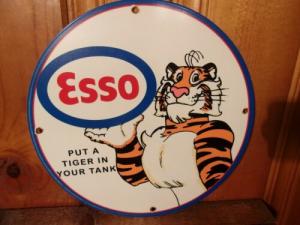 Esso
PUT A
TIGER IN
YOUR TANK